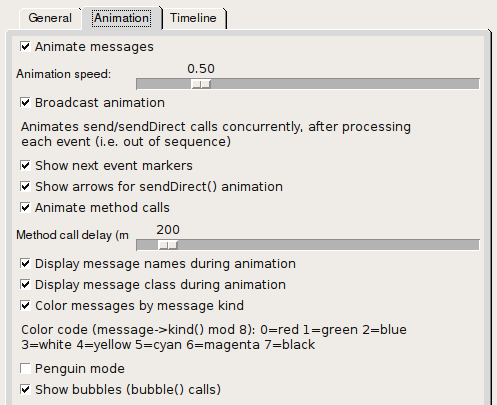 General Animation Timeline
Animate messages
0.50
Animation speed:
Broadcast animation
Animates send/sendDirect calls concurrently, after processing
each event (i.e. out of sequence)
Show next event markers
Show arrows for sendDirect() animation
Animate method calls
200
Method call delay (m
Display message names during animation
Display message class during animation
Color messages by message kind
Color code (message->kind() mod 8): 0=red 1=green 2=blue
3=white 4=yellow 5=cyan 6=magenta 7=black
Penguin mode
Show bubbles (bubble() calls)